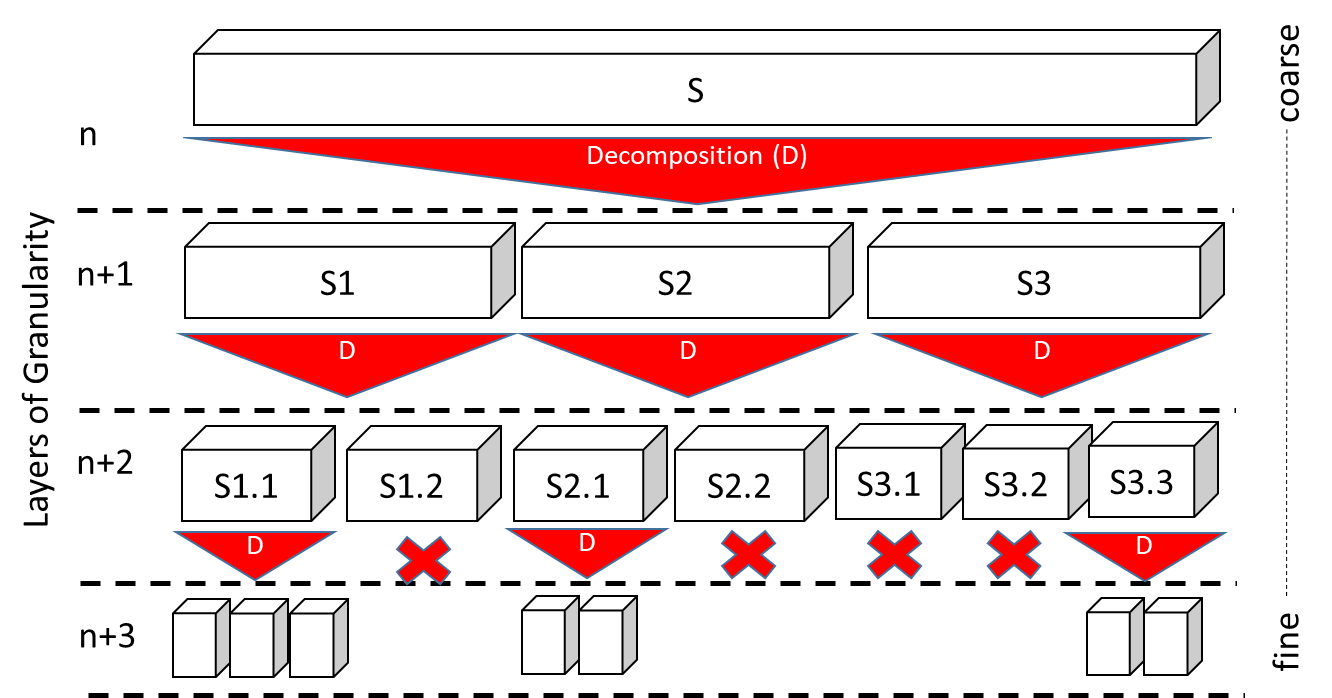 coarse
S
n
Decomposition (D)
Layers of Granularity
n+1
S1
S2
S3
D
D
D
n+2
S1.1
S1.2
S2.1
S2.2
S3.1
S3.2
S3.3
D
D
D
n+3
fine